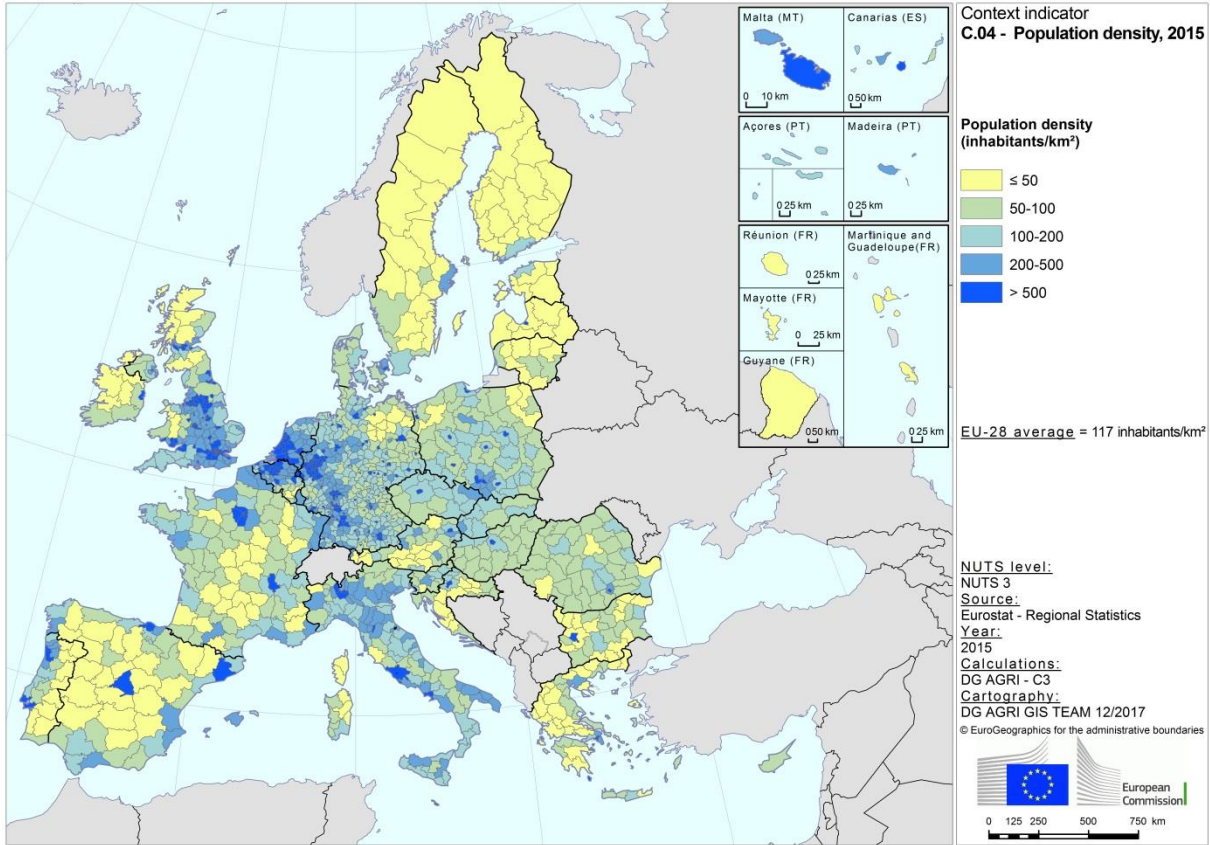 Malta (MT)
0 10 km
Canarias (ES)
0 50 km
Açores (PT)
0 25 km
Madeira (PT)
0 25 km
Réunion (FR)
0 25 km
Mayotte (FR)
0 25 km
Guyane (FR)
0 50 km
Martinique and
Guadeloupe(FR)
0 25 km
Context indicator
C.04 - Population density, 2015
Population density
(inhabitants/km²)
≤ 50
50-100
100-200
200-500
> 500
EU-28 average = 117 inhabitants/km²
NUTS level:
NUTS 3
Source:
Eurostat - Regional Statistics
Year:
2015
Calculations:
DG AGRI - C3
Cartography:
DG AGRI GIS TEAM 12/2017
© EuroGeographics for the administrative boundaries
European
Commission
0 125 250 500 750 km